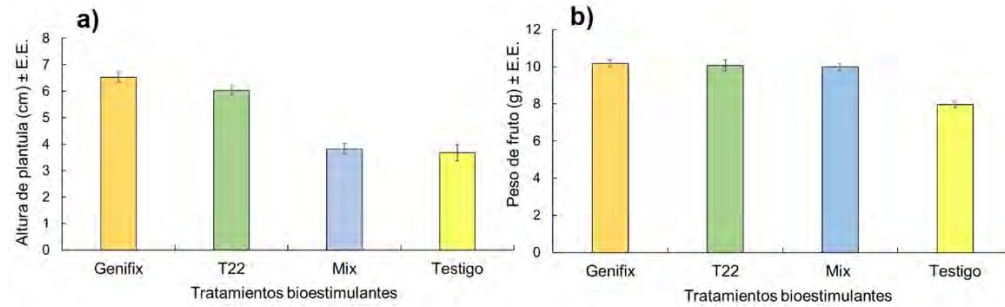 a)
Altura de plantula (cm) ± E.E.
8
7
6
5
4
3
2
1
0
Genifix T22 Mix Testigo
Tratamientos bioestimulantes
b)
Peso de fruto (g) ± E.E.
12
10
8
6
4
2
0
Genifix T22 Mix Testigo
Tratamientos bioestimulantes